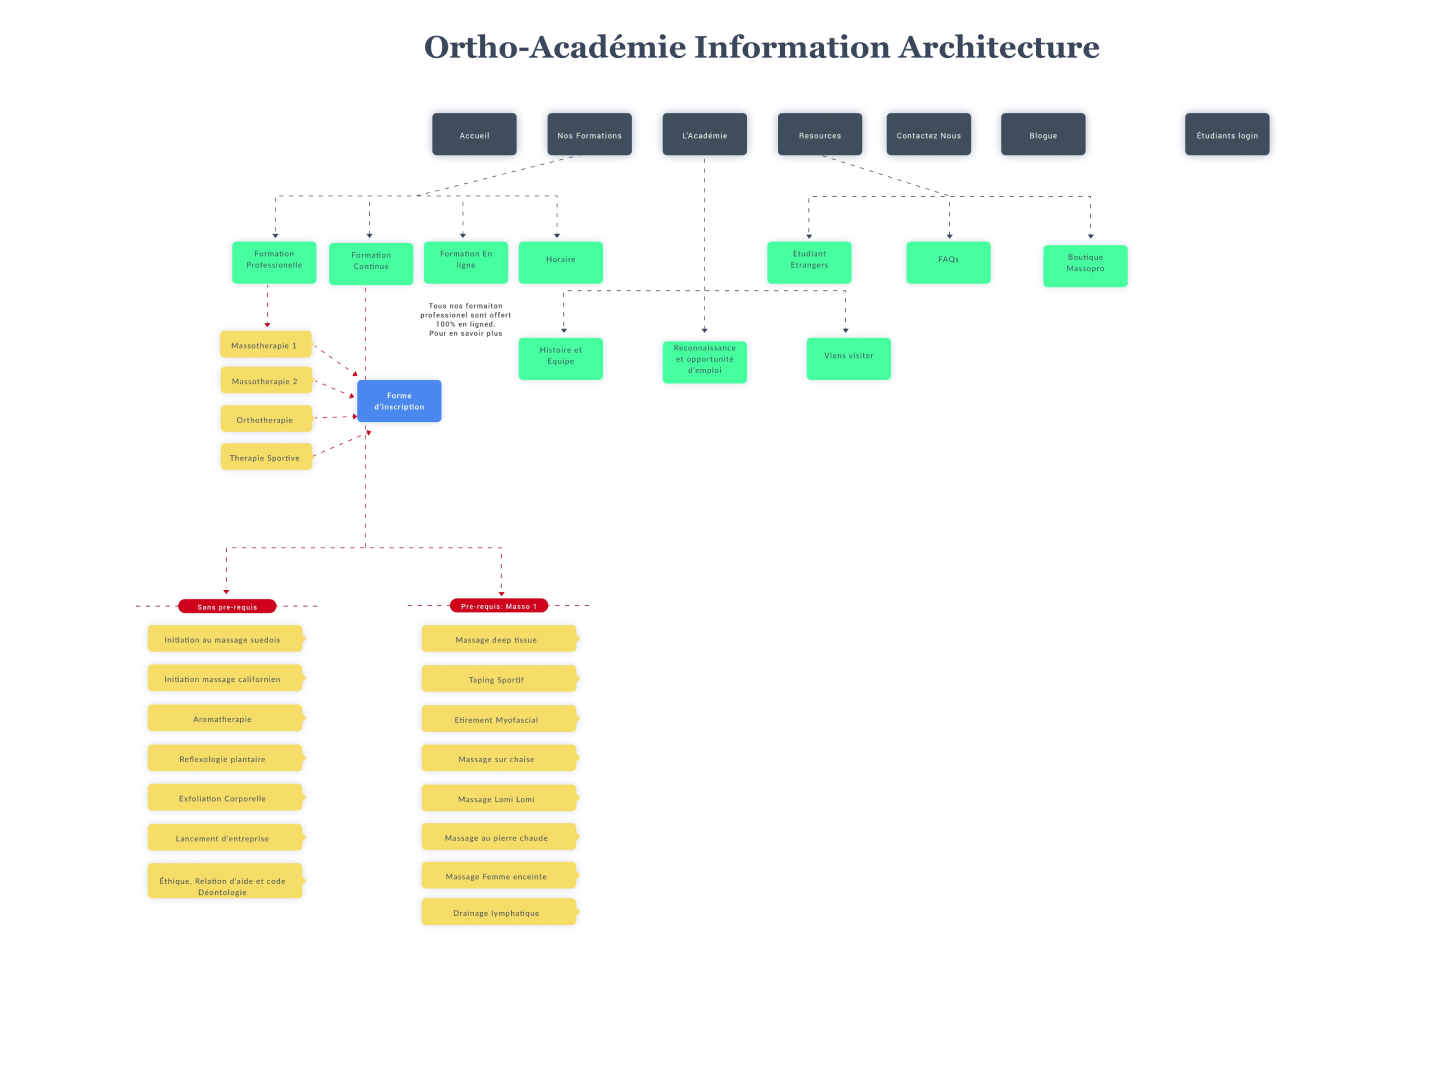 Ortho-Académie Information Architecture
Accueil
Nos Formations
L'Académie
Resources
Contactez Nous
Blogue
Étudiants login
Formation
Professionelle
Formation
Continue
Formation En
ligne
Horaire
Etudiant
Etrangers
FAQs
Boutique
Massopro
Tous nos formaiton
professionel sont offert
100% en ligned.
Pour en savoir plus
Histoire et
Equipe
Reconnaissance
et opportunité
d'emploi
Viens visiter
Massotherapie 1
Massotherapie 2
Orthotherapie
Therapie Sportive
Forme
d'inscription
Sans pre-requis
Initiation au massage suedois
Initiation massage californien
Aromatherapie
Reflexologie plantaire
Exfoliation Corporelle
Lancement d'entreprise
Éthique, Relation d'aide et code
Déontologie
Pre-requis: Masso 1
Massage deep tissue
Taping Sportif
Etirement Myofascial
Massage sur chaise
Massage Lomi Lomi
Massage au pierre chaude
Massage Femme enceinte
Drainage lymphatique